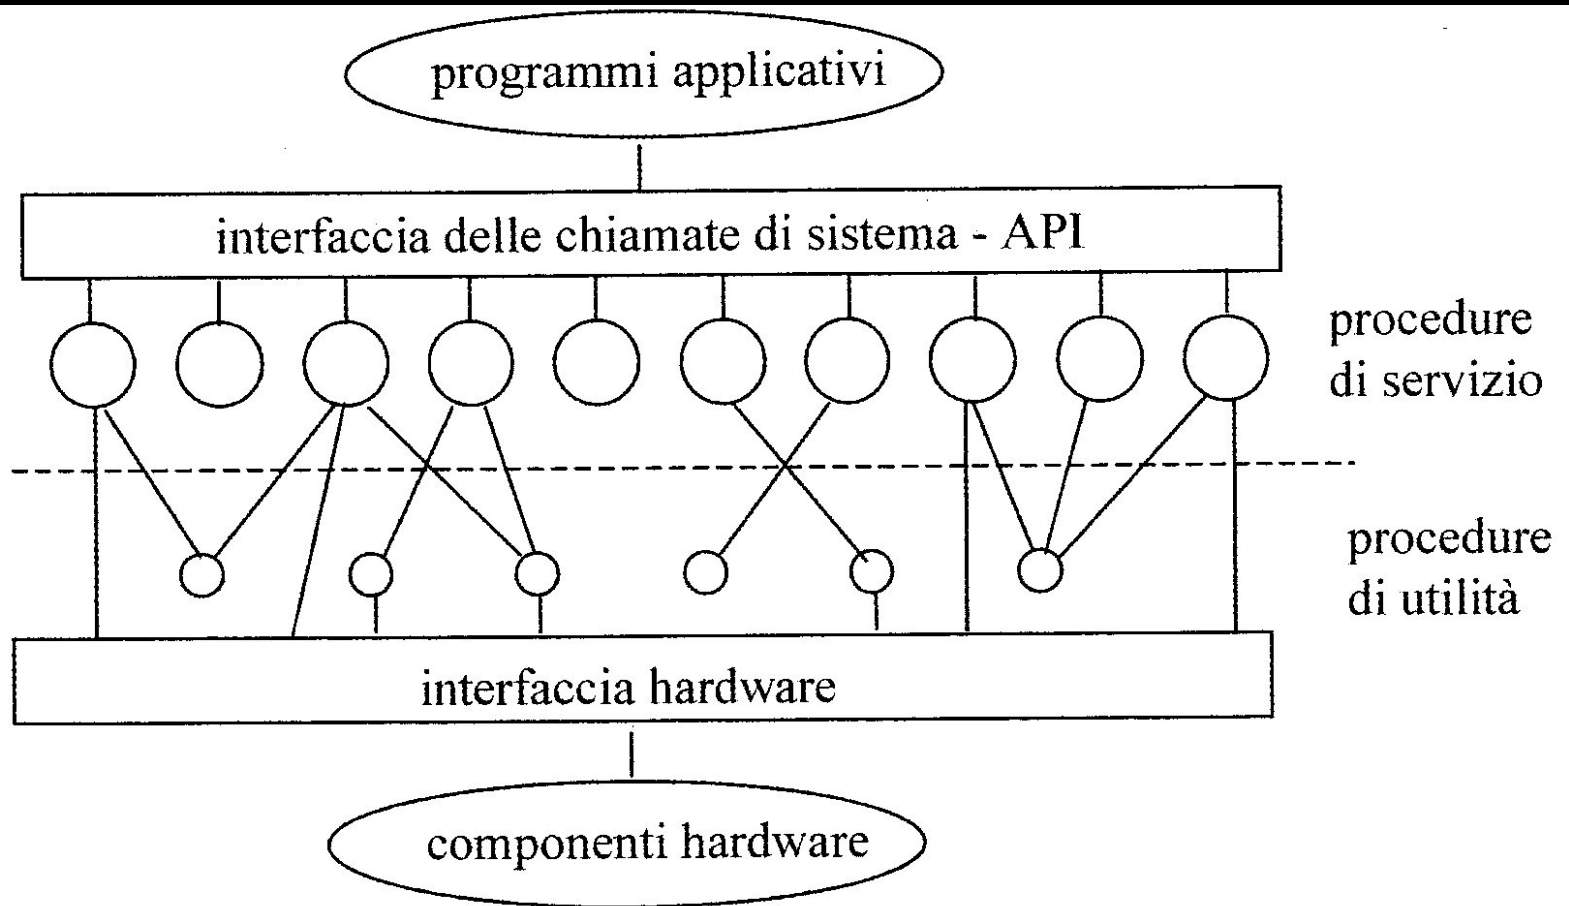 programmi applicativi
interfaccia delle chiamate di sistema - API
procedure
di servizio
procedure
di utilità
interfaccia hardware
componenti hardware